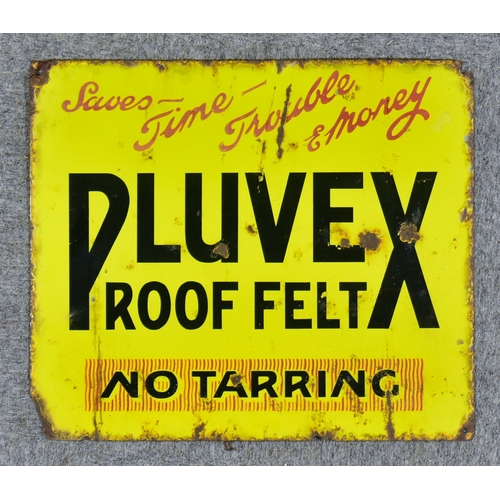 Saves - Time - Trouble & Money
PLUVEX
ROOF FELT
NO TARRING